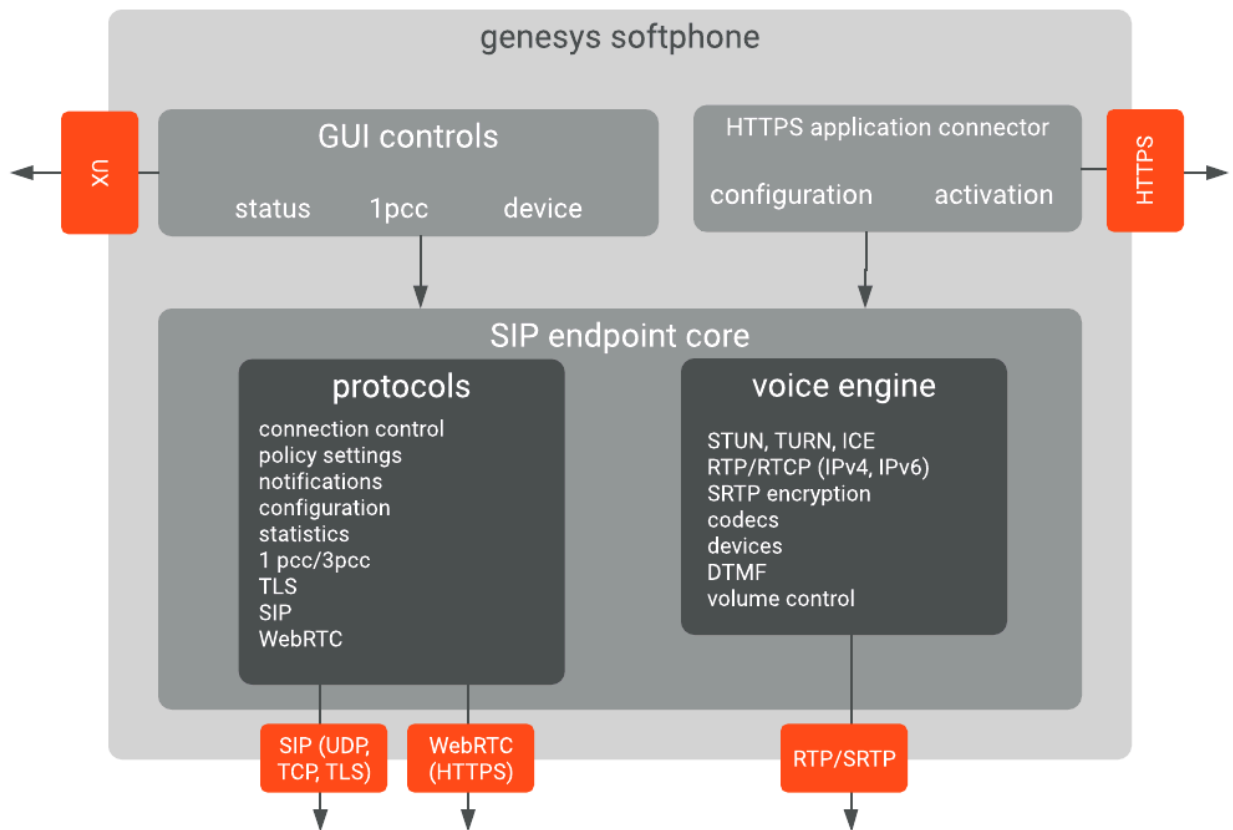 genesys softphone
GUI controls
status 1pcc device
UX
HTTPS application connector
configuration activation
HTTPS
SIP endpoint core
protocols
connection control
policy settings
notifications
configuration
statistics
1 pcc/3pcc
TLS
SIP
WebRTC
voice engine
STUN, TURN, ICE
RTP/RTCP (IPv4, IPv6)
SRTP encryption
codecs
devices
DTMF
volume control
SIP (UDP,
TCP, TLS)
WebRTC
(HTTPS)
RTP/SRTP